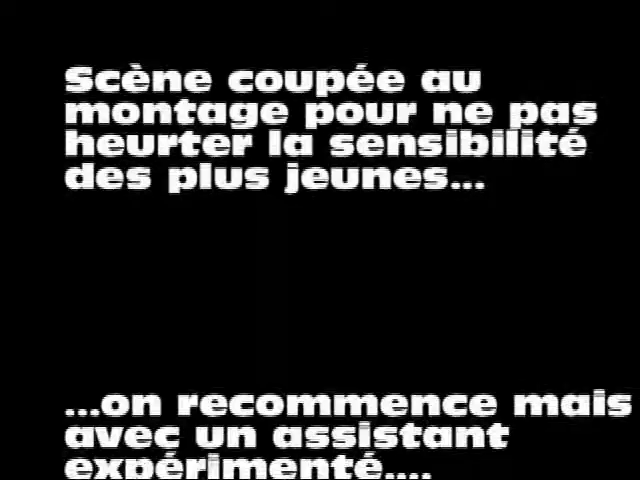 Scène coupée au
montage pour ne pas
heurter la sensibilité
des plus jeunes...
...on recommence mais
avec un assistant
expérimenté....